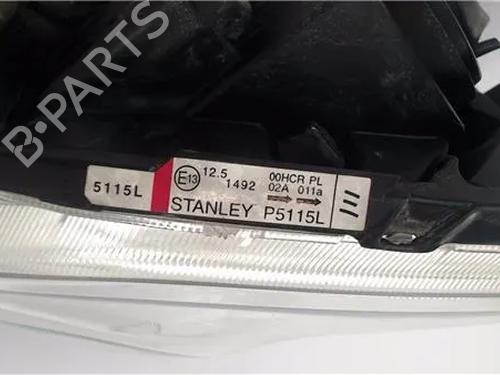 B-PARTS
5115L
E13 12.5 00HCR PL
1492 02A 011a
STANLEY P5115L